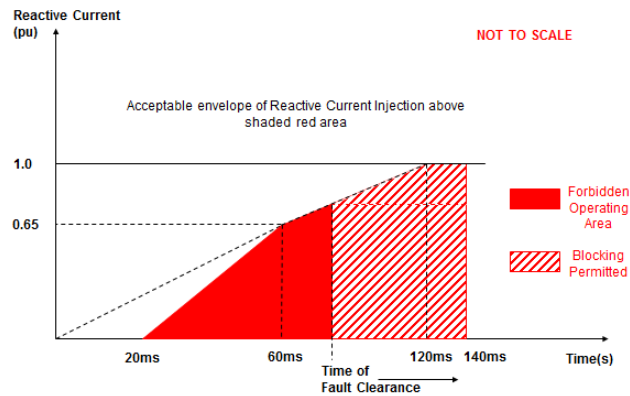 Reactive Current
(pu)
NOT TO SCALE
Acceptable envelope of Reactive Current Injection above
shaded red area
1.0
0.65
Forbidden
Operating
Area
Blocking
Permitted
20ms
60ms
120ms
140ms
Time(s)
Time of
Fault Clearance